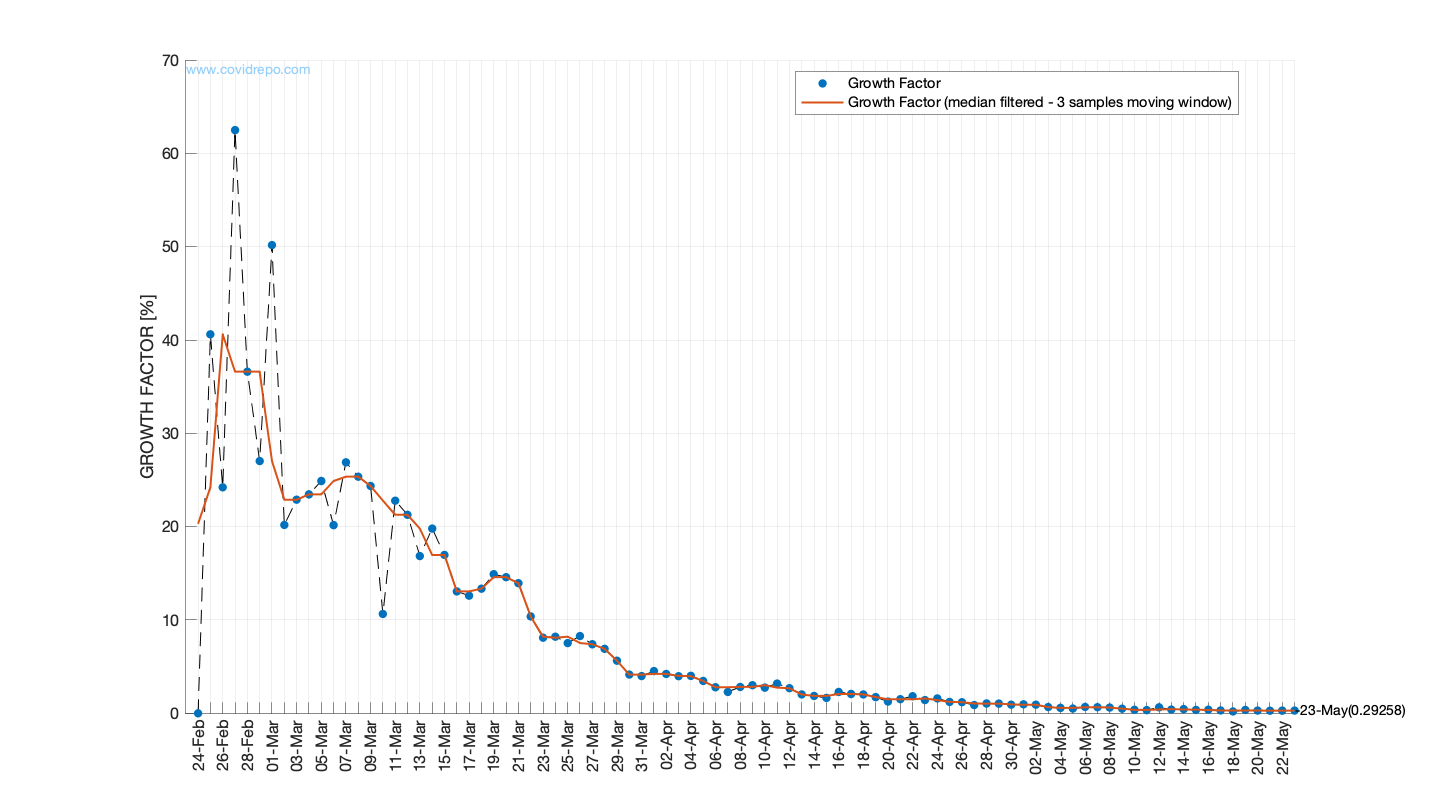 www.covidrepo.com
Growth Factor
Growth Factor (median filtered - 3 samples moving window)
GROWTH FACTOR [%]
70
60
50
40
30
20
10
0
23-May(0.29258)
24-Feb
26-Feb
28-Feb
01-Mar
03-Mar
05-Mar
07-Mar
09-Mar
11-Mar
13-Mar
15-Mar
17-Mar
19-Mar
21-Mar
23-Mar
25-Mar
27-Mar
29-Mar
31-Mar
02-Apr
04-Apr
06-Apr
08-Apr
10-Apr
12-Apr
14-Apr
16-Apr
18-Apr
20-Apr
22-Apr
24-Apr
26-Apr
28-Apr
30-Apr
02-May
04-May
06-May
08-May
10-May
12-May
14-May
16-May
18-May
20-May
22-May